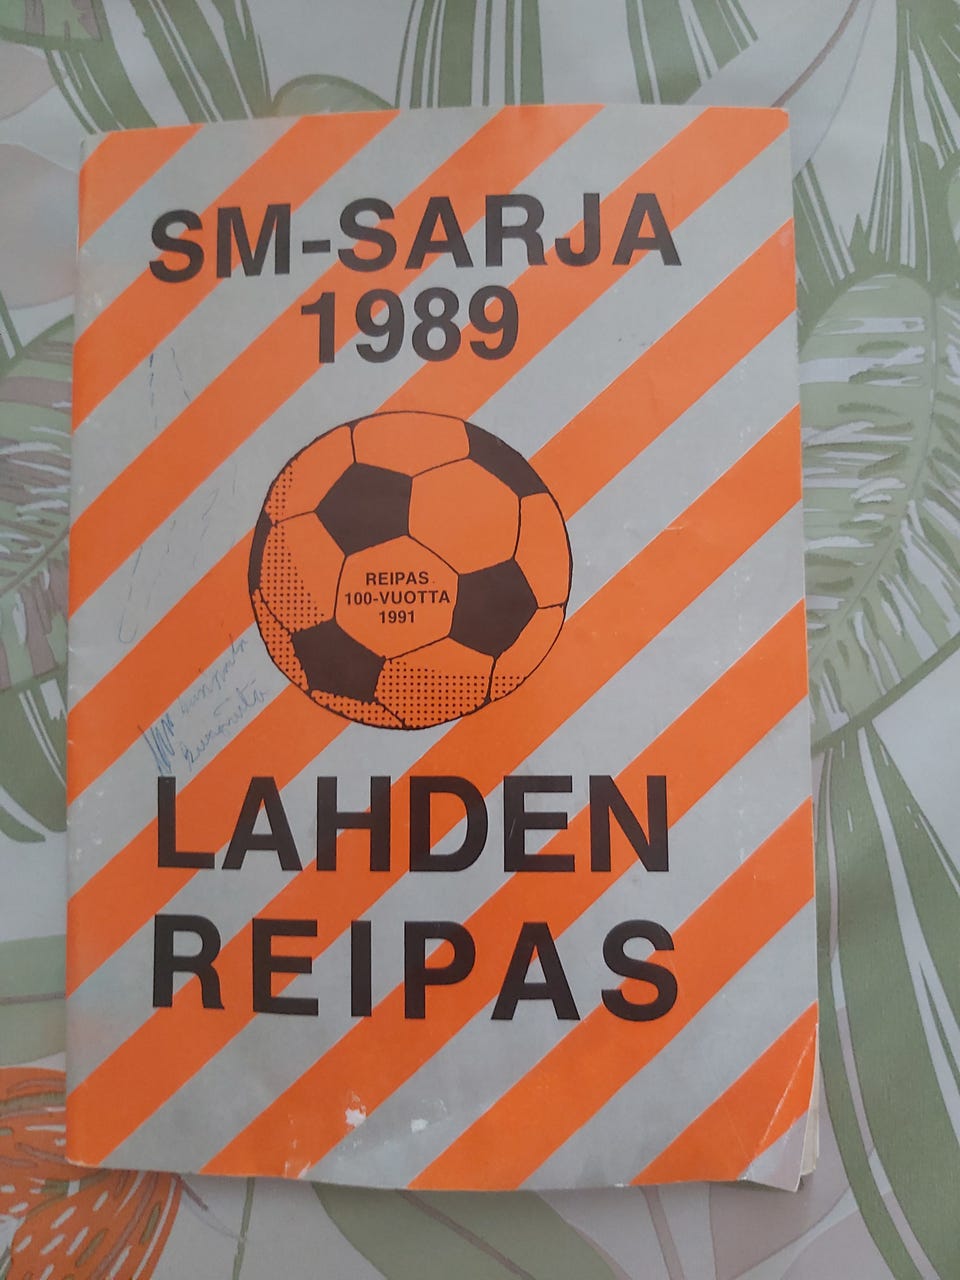 SM-SARJA
1989
REIPAS
100-VUOTTA
1991
LAHDEN
REIPAS